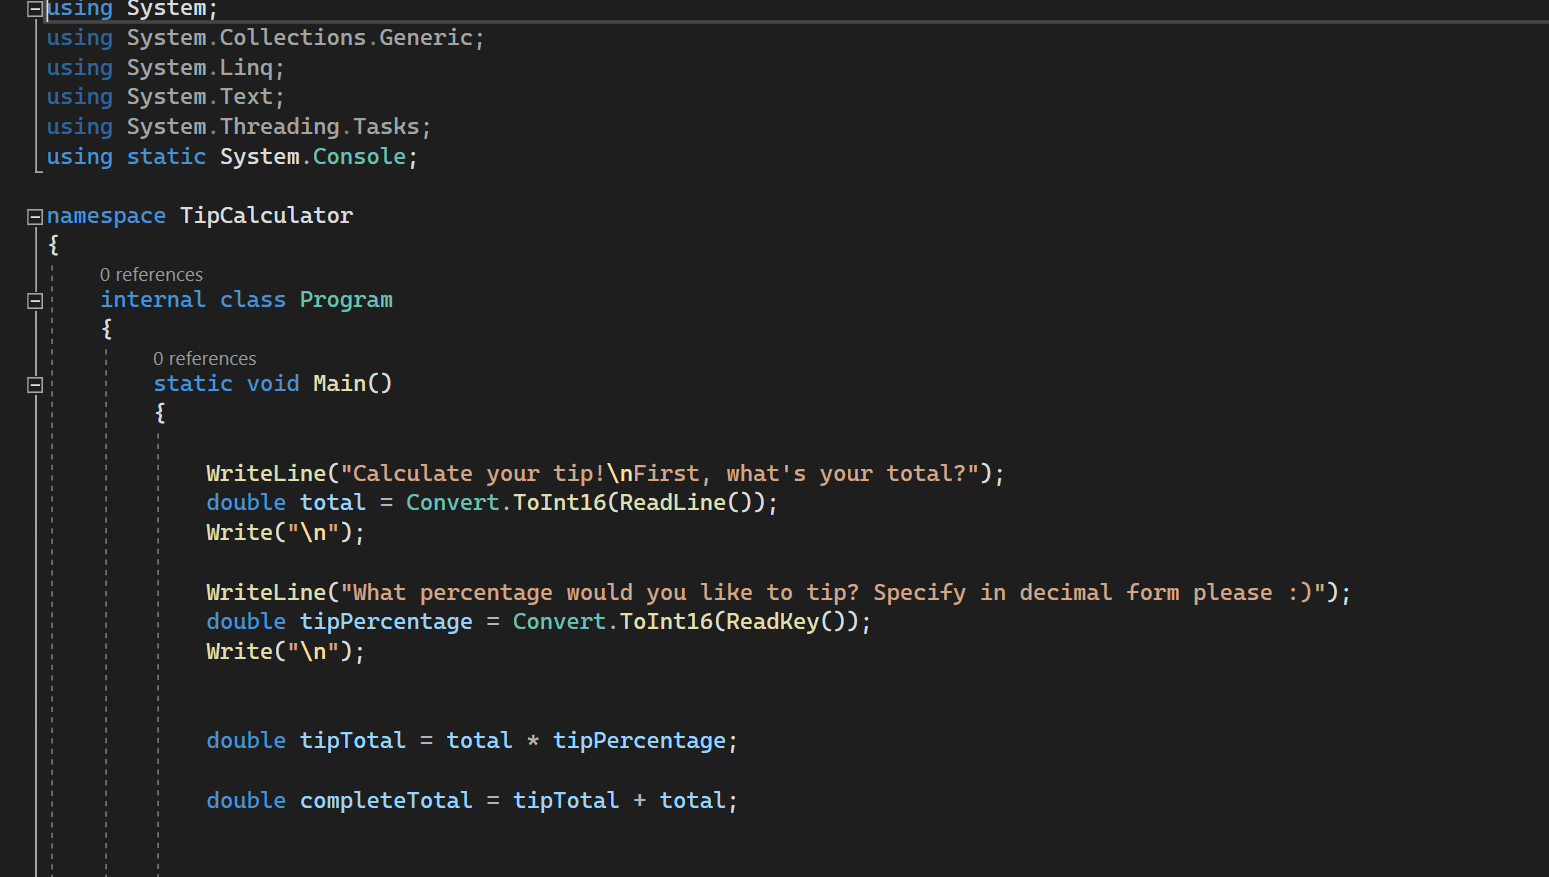 using System;
using System.Collections.Generic;
using System.Linq;
using System.Text;
using System.Threading.Tasks;
using static System.Console;
namespace TipCalculator
{
0 references
internal class Program
{
0 references
static void Main()
{
WriteLine("Calculate your tip!\nFirst, what's your total?");
double total = Convert.ToInt16(ReadLine());
Write("\n");
WriteLine("What percentage would you like to tip? Specify in decimal form please :)");
double tipPercentage = Convert.ToInt16(ReadKey());
Write("\n");
double tipTotal = total * tipPercentage;
double completeTotal = tipTotal + total;